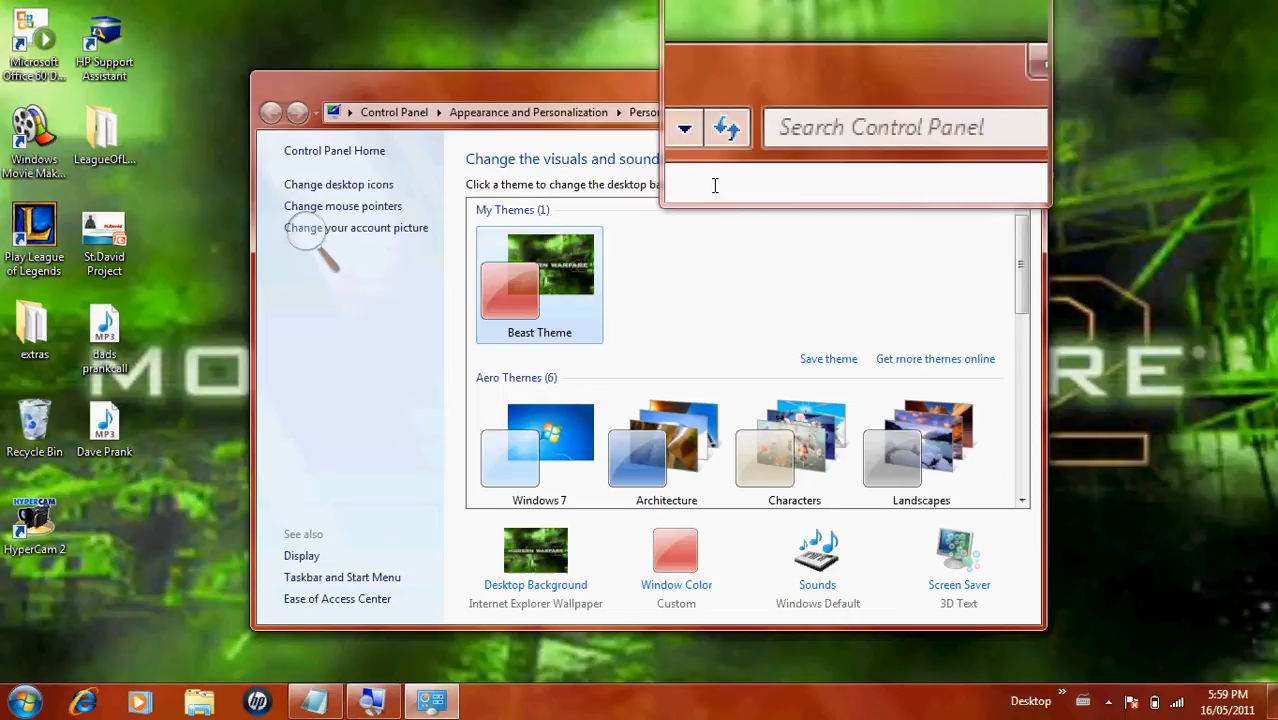 Microsoft
Office 60 D...
HP Support
Assistant
Windows
Movie Mak...
LeagueOfL...
Play League
of Legends
St.David
Project
extras
dads
prankcall
Recycle Bin
Dave Prank
HyperCam 2
Control Panel
Appearance and Personalization
Search Control Panel
Control Panel Home
Change desktop icons
Change mouse pointers
Change your account picture
See also
Display
Taskbar and Start Menu
Ease of Access Center
Change the visuals and sound
Click a theme to change the desktop ba
My Themes (1)
Beast Theme
Save theme
Get more themes online
Aero Themes (6)
Windows 7
Architecture
Characters
Landscapes
Desktop Background
Internet Explorer Wallpaper
Window Color
Custom
Sounds
Windows Default
Screen Saver
3D Text
Desktop
5:59 PM
16/05/2011